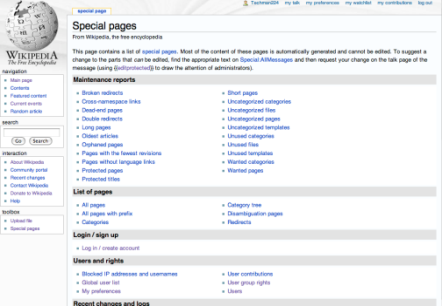 Tachman224 my talk my preferences my watchlist my contributions log out
special page
Special pages
From Wikipedia, the free encyclopedia
This page contains a list of special pages. Most of the content of these pages is automatically generated and cannot be edited. To suggest a
change to the parts that can be edited, find the appropriate text on Special:AllMessages and then request your change on the talk page of the
message (using {{editprotected}} to draw the attention of administrators).
WIKIPEDIA
The Free Encyclopedia
navigation
Main page
Contents
Featured content
Current events
Random article
search
Go Search
interaction
About Wikipedia
Community portal
Recent changes
Contact Wikipedia
Donate to Wikipedia
Help
toolbox
Upload file
Special pages
Maintenance reports
Broken redirects
Cross-namespace links
Dead-end pages
Double redirects
Long pages
Oldest articles
Orphaned pages
Pages with the fewest revisions
Pages without language links
Protected pages
Protected titles
Short pages
Uncategorized categories
Uncategorized files
Uncategorized pages
Uncategorized templates
Unused categories
Unused files
Unused templates
Wanted categories
Wanted pages
List of pages
All pages
All pages with prefix
Categories
Category tree
Disambiguation pages
Redirects
Login / sign up
Log in / create account
Users and rights
Blocked IP addresses and usernames
Global user list
My preferences
User contributions
User group rights
Users
Recent changes and logs